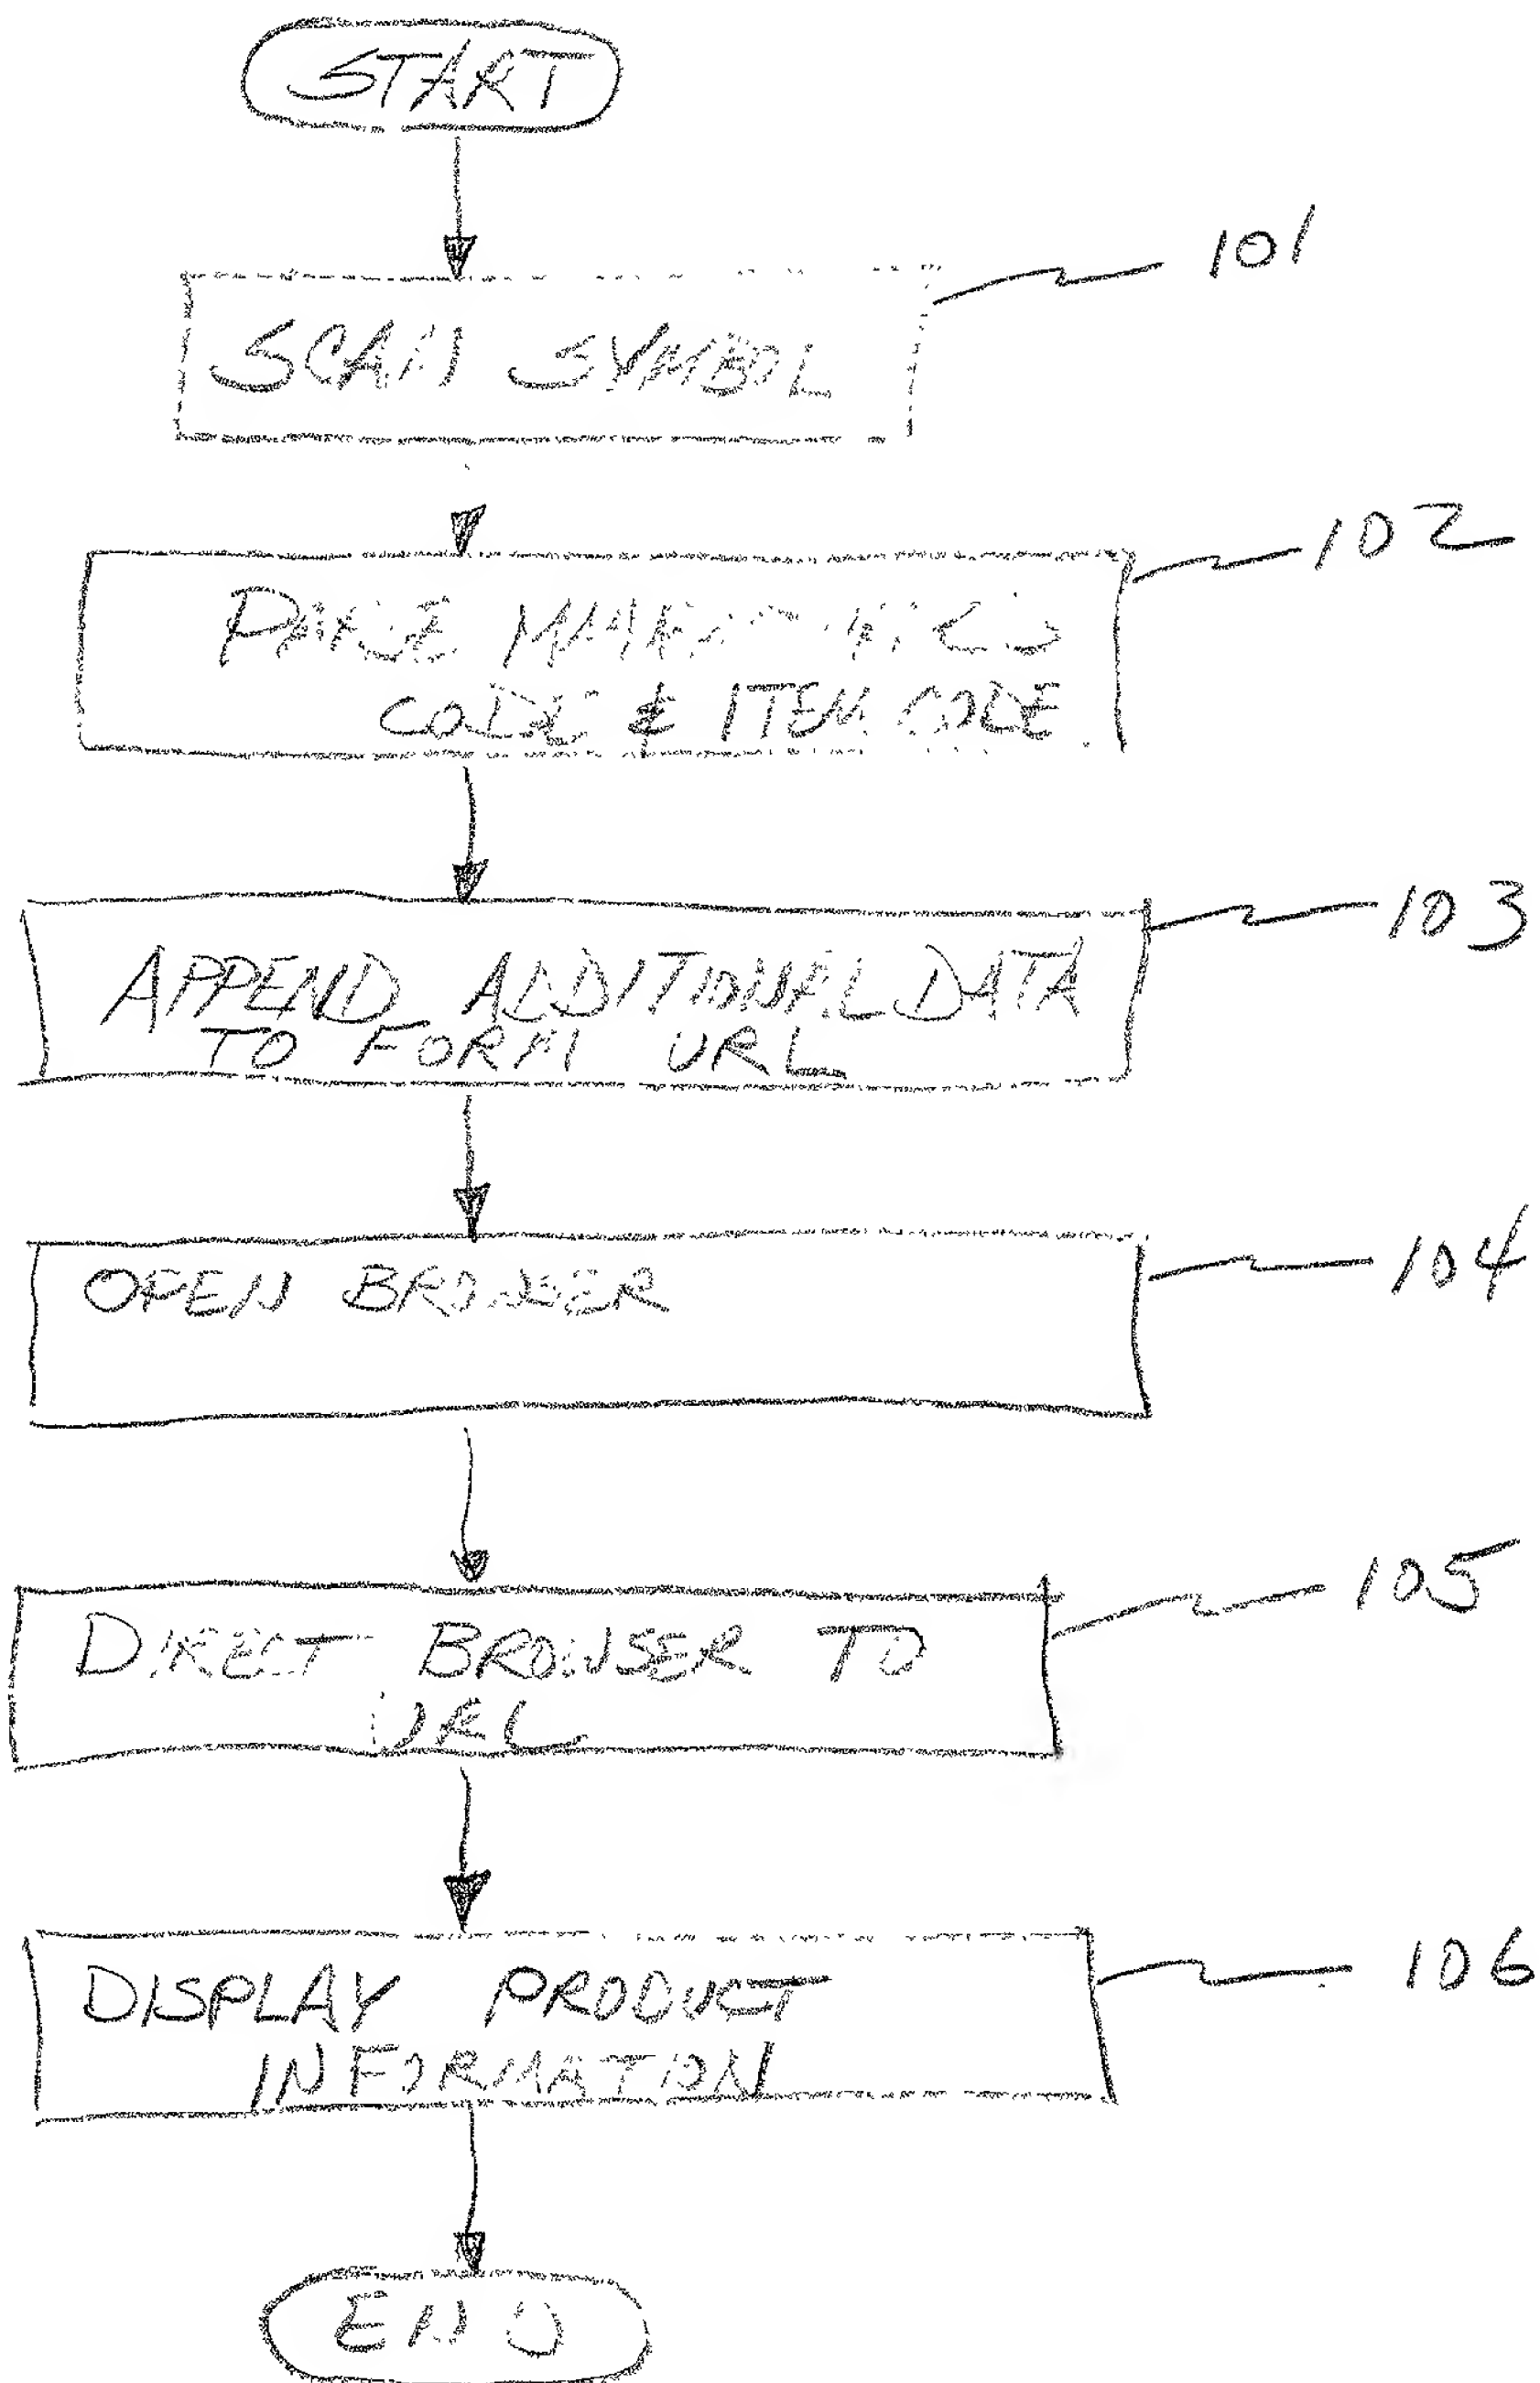 START
101
SCAN SYMBOL
102
PARSE
CODE & ITEM CODE
103
APPEND ADDITIONAL DATA
TO FORM URL
104
OPEN BROWSER
105
DIRECT BROWSER TO
URL
106
DISPLAY PRODUCT
INFORMATION
END